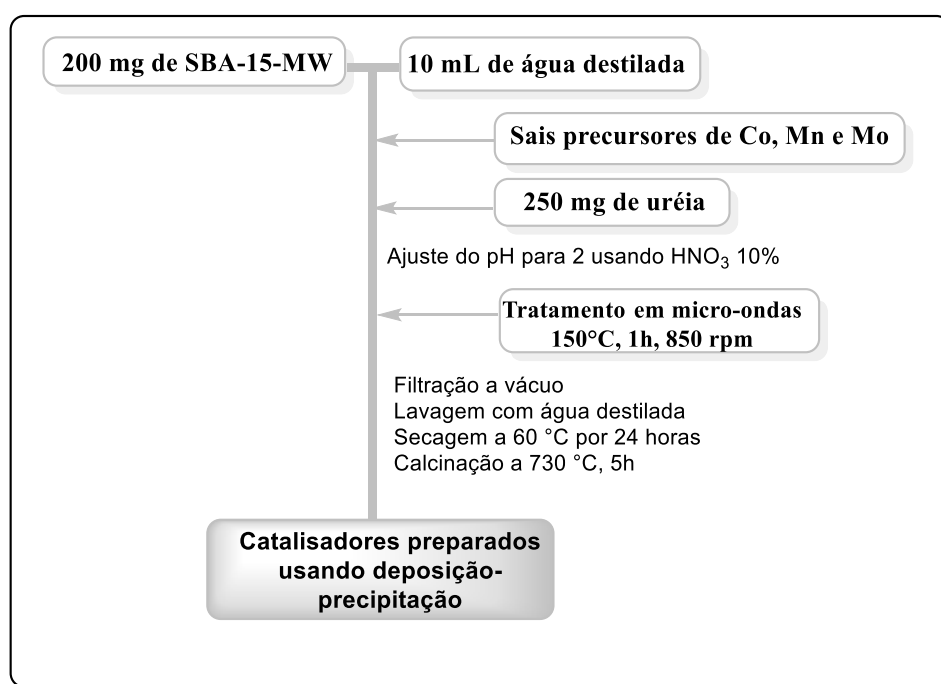 200 mg de SBA-15-MW
10 mL de água destilada
Sais precursores de Co, Mn e Mo
250 mg de uréia
Ajuste do pH para 2 usando HNO₃ 10%
Tratamento em micro-ondas
150°C, 1h, 850 rpm
Filtração a vácuo
Lavagem com água destilada
Secagem a 60 °C por 24 horas
Calcinação a 730 °C, 5h
Catalisadores preparados
usando deposição-
precipitação